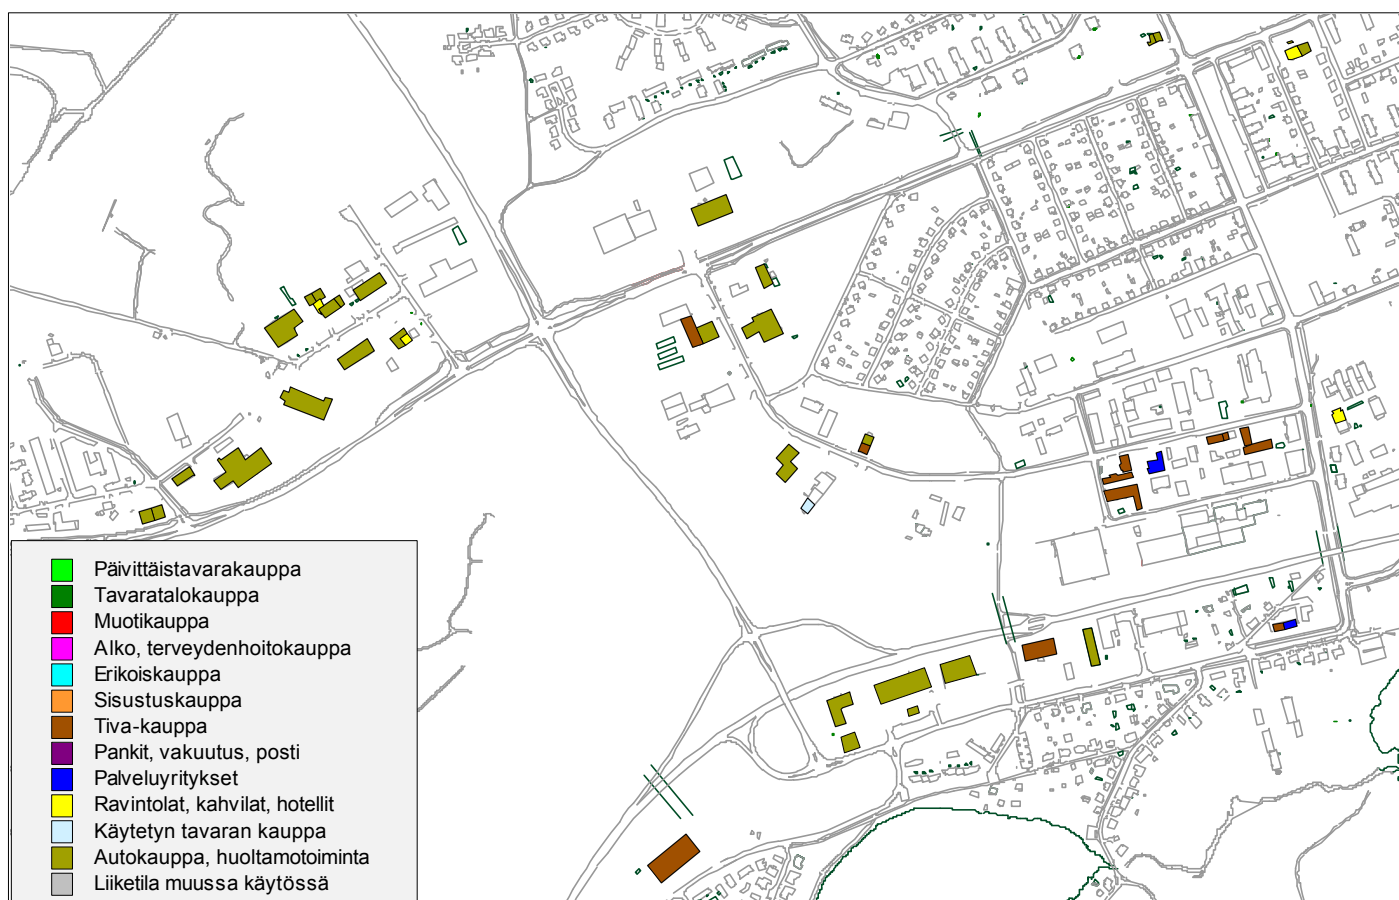 Päivittäistavarakauppa
Tavaratalokauppa
Muotikauppa
Alko, terveydenhoitokauppa
Erikoiskauppa
Sisustuskauppa
Tiva-kauppa
Pankit, vakuutus, posti
Palveluyritykset
Ravintolat, kahvilat, hotellit
Käytetyn tavaran kauppa
Autokauppa, huoltamotoiminta
Liiketila muussa käytössä